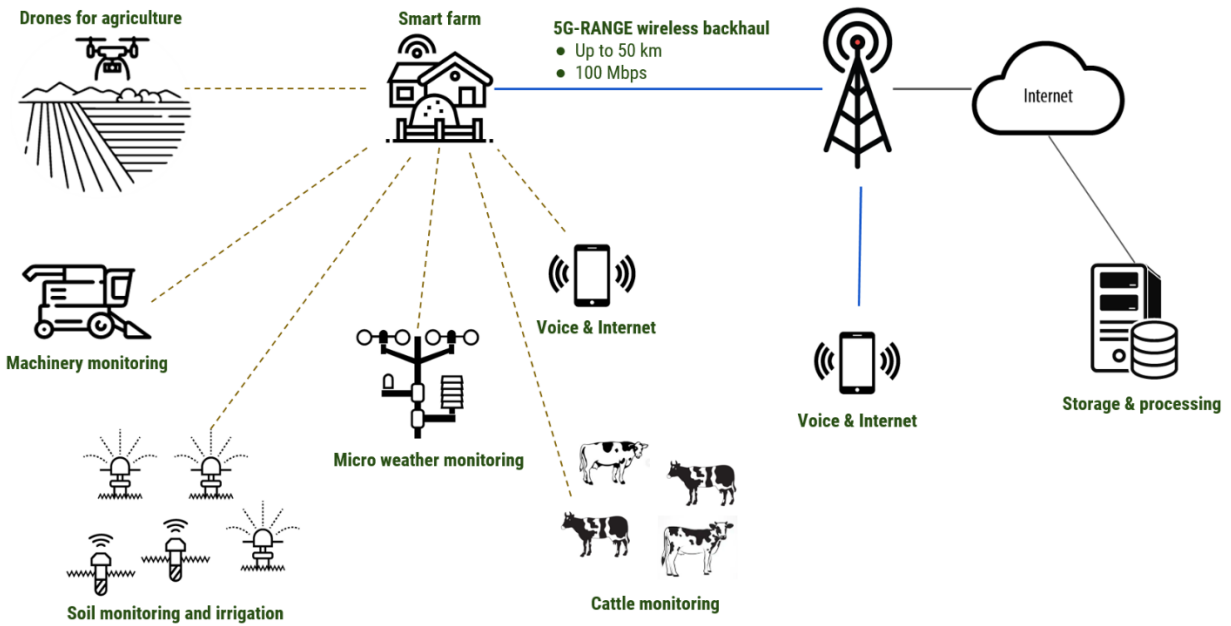 Drones for agriculture
Smart farm
5G-RANGE wireless backhaul
● Up to 50 km
● 100 Mbps
Internet
Machinery monitoring
Voice & Internet
Voice & Internet
Storage & processing
Micro weather monitoring
Soil monitoring and irrigation
Cattle monitoring